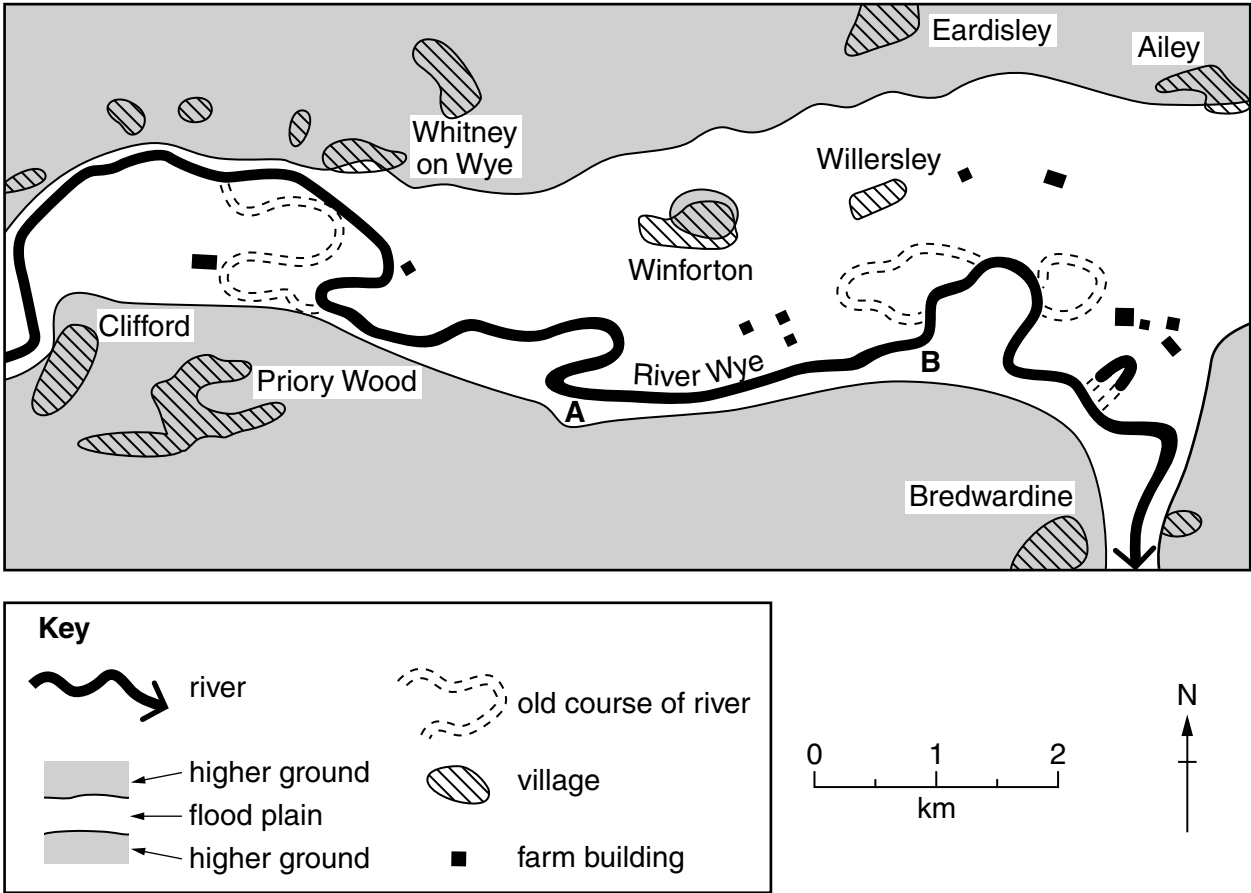 Eardisley
Ailey
Whitney
on Wye
Willersley
Winforton
Clifford
Priory Wood
River Wye
B
A
Bredwardine
Key
river
old course of river
higher ground
flood plain
higher ground
village
farm building
0 1 2
km
N